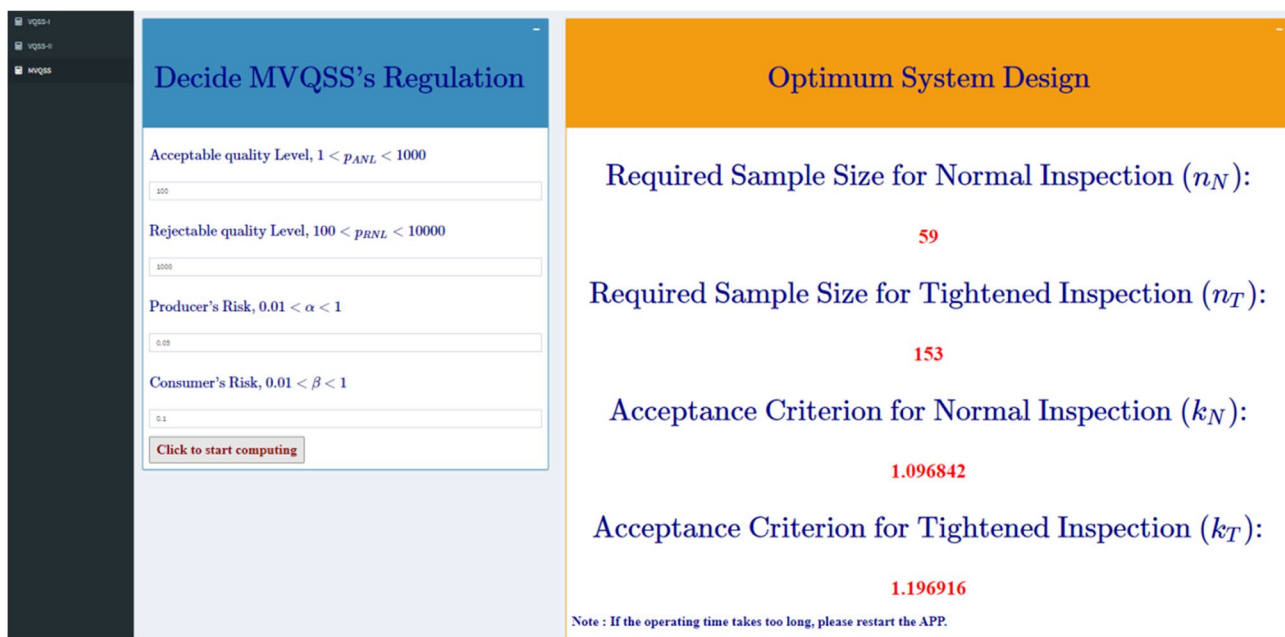 VQSS-I
VQSS-II
MVQSS
Decide MVQSS's Regulation
Acceptable quality Level, 1 < p_{ANL} < 1000
100
Rejectable quality Level, 100 < p_{RNL} < 10000
1000
Producer's Risk, 0.01 < α < 1
0.05
Consumer's Risk, 0.01 < β < 1
0.1
Click to start computing
Optimum System Design
Required Sample Size for Normal Inspection (n_N):
59
Required Sample Size for Tightened Inspection (n_T):
153
Acceptance Criterion for Normal Inspection (k_N):
1.096842
Acceptance Criterion for Tightened Inspection (k_T):
1.196916
Note : If the operating time takes too long, please restart the APP.